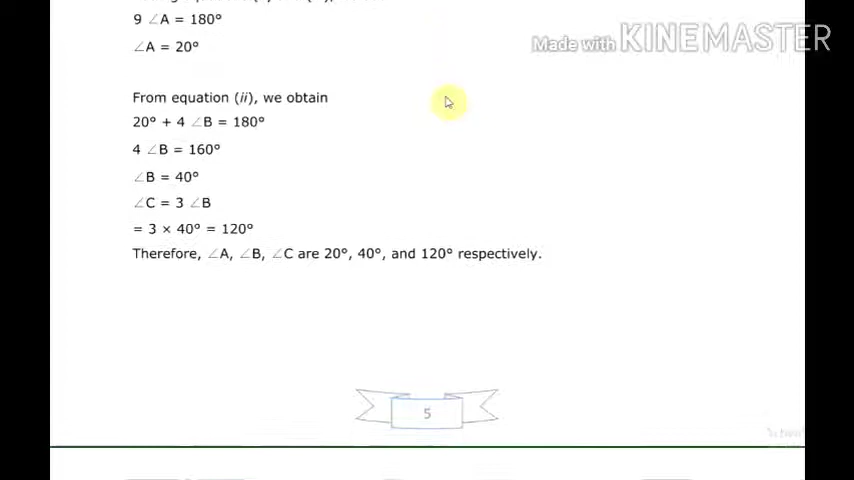 9 ∠A = 180°
Made with KINEMASTER
∠A = 20°
From equation (ii), we obtain
20° + 4 ∠B = 180°
4 ∠B = 160°
∠B = 40°
∠C = 3 ∠B
= 3 × 40° = 120°
Therefore, ∠A, ∠B, ∠C are 20°, 40°, and 120° respectively.
5